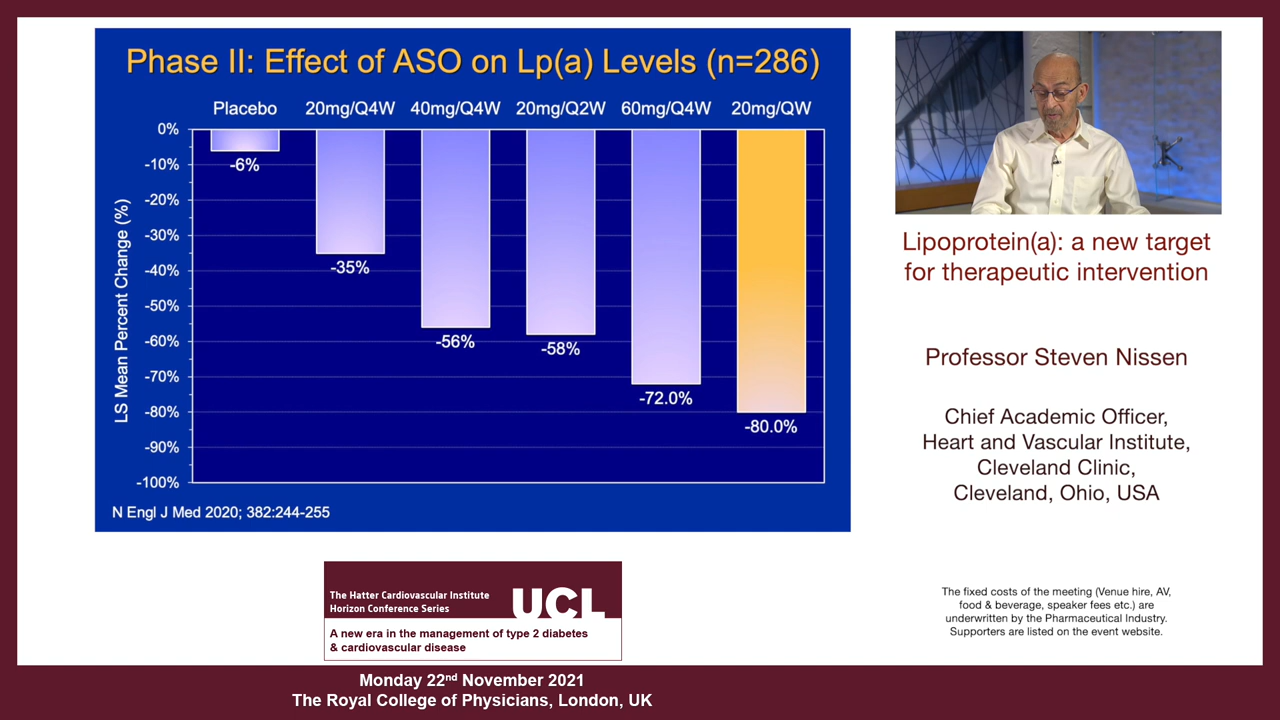 Phase II: Effect of ASO on Lp(a) Levels (n=286)
Placebo 20mg/Q4W 40mg/Q4W 20mg/Q2W 60mg/Q4W 20mg/QW
LS Mean Percent Change (%)
0%
-10%
-20%
-30%
-40%
-50%
-60%
-70%
-80%
-90%
-100%
-6%
-35%
-56%
-58%
-72.0%
-80.0%
N Engl J Med 2020; 382:244-255
Lipoprotein(a): a new target
for therapeutic intervention
Professor Steven Nissen
Chief Academic Officer,
Heart and Vascular Institute,
Cleveland Clinic,
Cleveland, Ohio, USA
The fixed costs of the meeting (Venue hire, AV,
food & beverage, speaker fees etc.) are
underwritten by the Pharmaceutical Industry.
Supporters are listed on the event website.
The Hatter Cardiovascular Institute
Horizon Conference Series
UCL
A new era in the management of type 2 diabetes
& cardiovascular disease
Monday 22nd November 2021
The Royal College of Physicians, London, UK